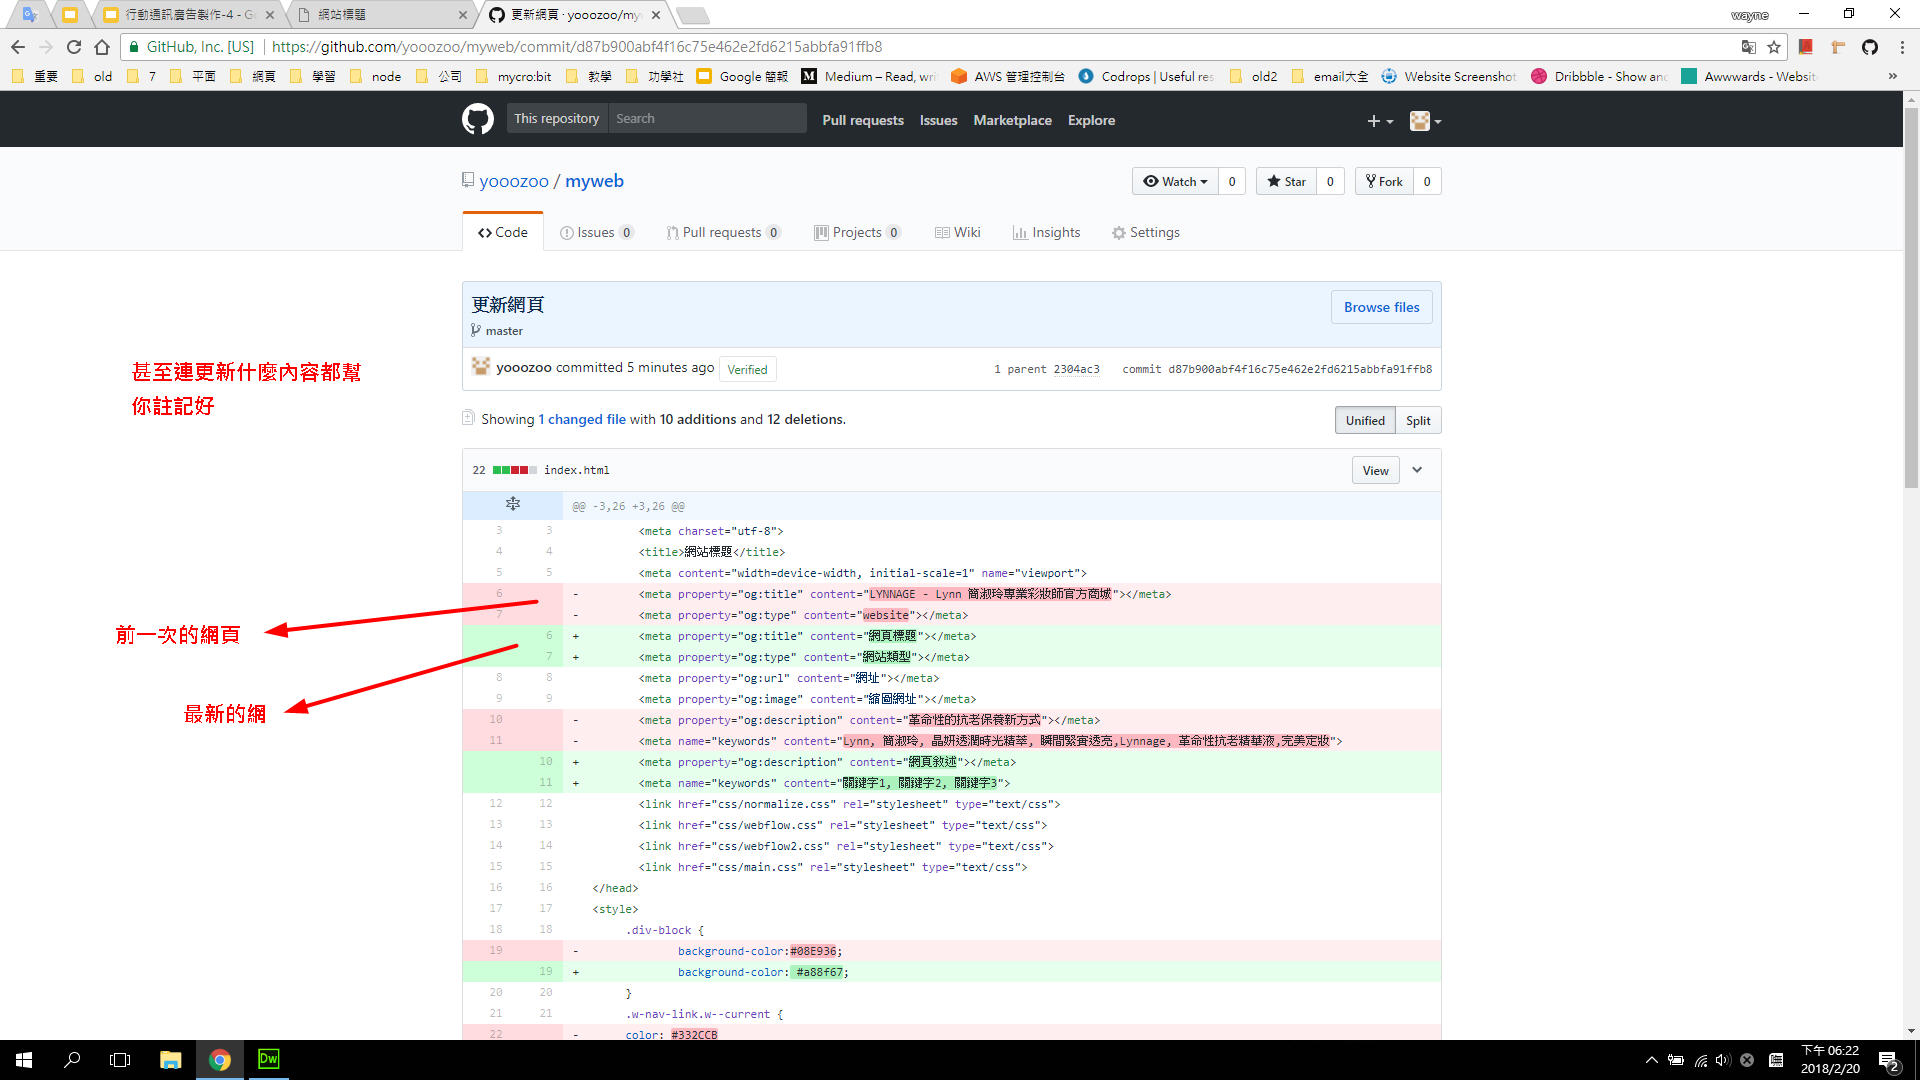 行動通訊廣告製作-4 - Go
網站標題
更新網頁 · yooozoo/my
wayne
GitHub, Inc. [US]
https://github.com/yooozoo/myweb/commit/d87b900abf4f16c75e462e2fd6215abbfa91ffb8
重要 old 7 平面 網頁 學習 node 公司 mycro:bit 教學 功學社 Google 簡報 Medium – Read, wri AWS 管理控制台 Codrops | Useful res old2 email大全 Website Screenshot Dribbble - Show and Awwwards - Websit »
This repository Search Pull requests Issues Marketplace Explore
yooozoo / myweb
Watch 0 Star 0 Fork 0
Code Issues 0 Pull requests 0 Projects 0 Wiki Insights Settings
更新網頁
Browse files
master
yooozoo committed 5 minutes ago Verified 1 parent 2304ac3 commit d87b900abf4f16c75e462e2fd6215abbfa91ffb8
甚至連更新什麼內容都幫
你註記好
Showing 1 changed file with 10 additions and 12 deletions.
Unified Split
22 index.html View
@@ -3,26 +3,26 @@
3 3 <meta charset="utf-8">
4 4 <title>網站標題</title>
5 5 <meta content="width=device-width, initial-scale=1" name="viewport">
6 - <meta property="og:title" content="LYNNAGE - Lynn 簡淑玲專業彩妝師官方商城"></meta>
7 - <meta property="og:type" content="website"></meta>
前一次的網頁
6 + <meta property="og:title" content="網頁標題"></meta>
7 + <meta property="og:type" content="網站類型"></meta>
8 8 <meta property="og:url" content="網址"></meta>
9 9 <meta property="og:image" content="縮圖網址"></meta>
最新的網
10 - <meta property="og:description" content="革命性的抗老保養新方式"></meta>
11 - <meta name="keywords" content="Lynn, 簡淑玲, 晶妍透潤時光精萃, 瞬間緊實透亮,Lynnage, 革命性抗老精華液,完美定妝">
10 + <meta property="og:description" content="網頁敘述"></meta>
11 + <meta name="keywords" content="關鍵字1, 關鍵字2, 關鍵字3">
12 12 <link href="css/normalize.css" rel="stylesheet" type="text/css">
13 13 <link href="css/webflow.css" rel="stylesheet" type="text/css">
14 14 <link href="css/webflow2.css" rel="stylesheet" type="text/css">
15 15 <link href="css/main.css" rel="stylesheet" type="text/css">
16 16 </head>
17 17 <style>
18 18 .div-block {
19 - background-color:#08E936;
19 + background-color: #a88f67;
20 20 }
21 21 .w-nav-link.w--current {
22 - color: #332CCB
Dw
下午 06:22
2018/2/20
2